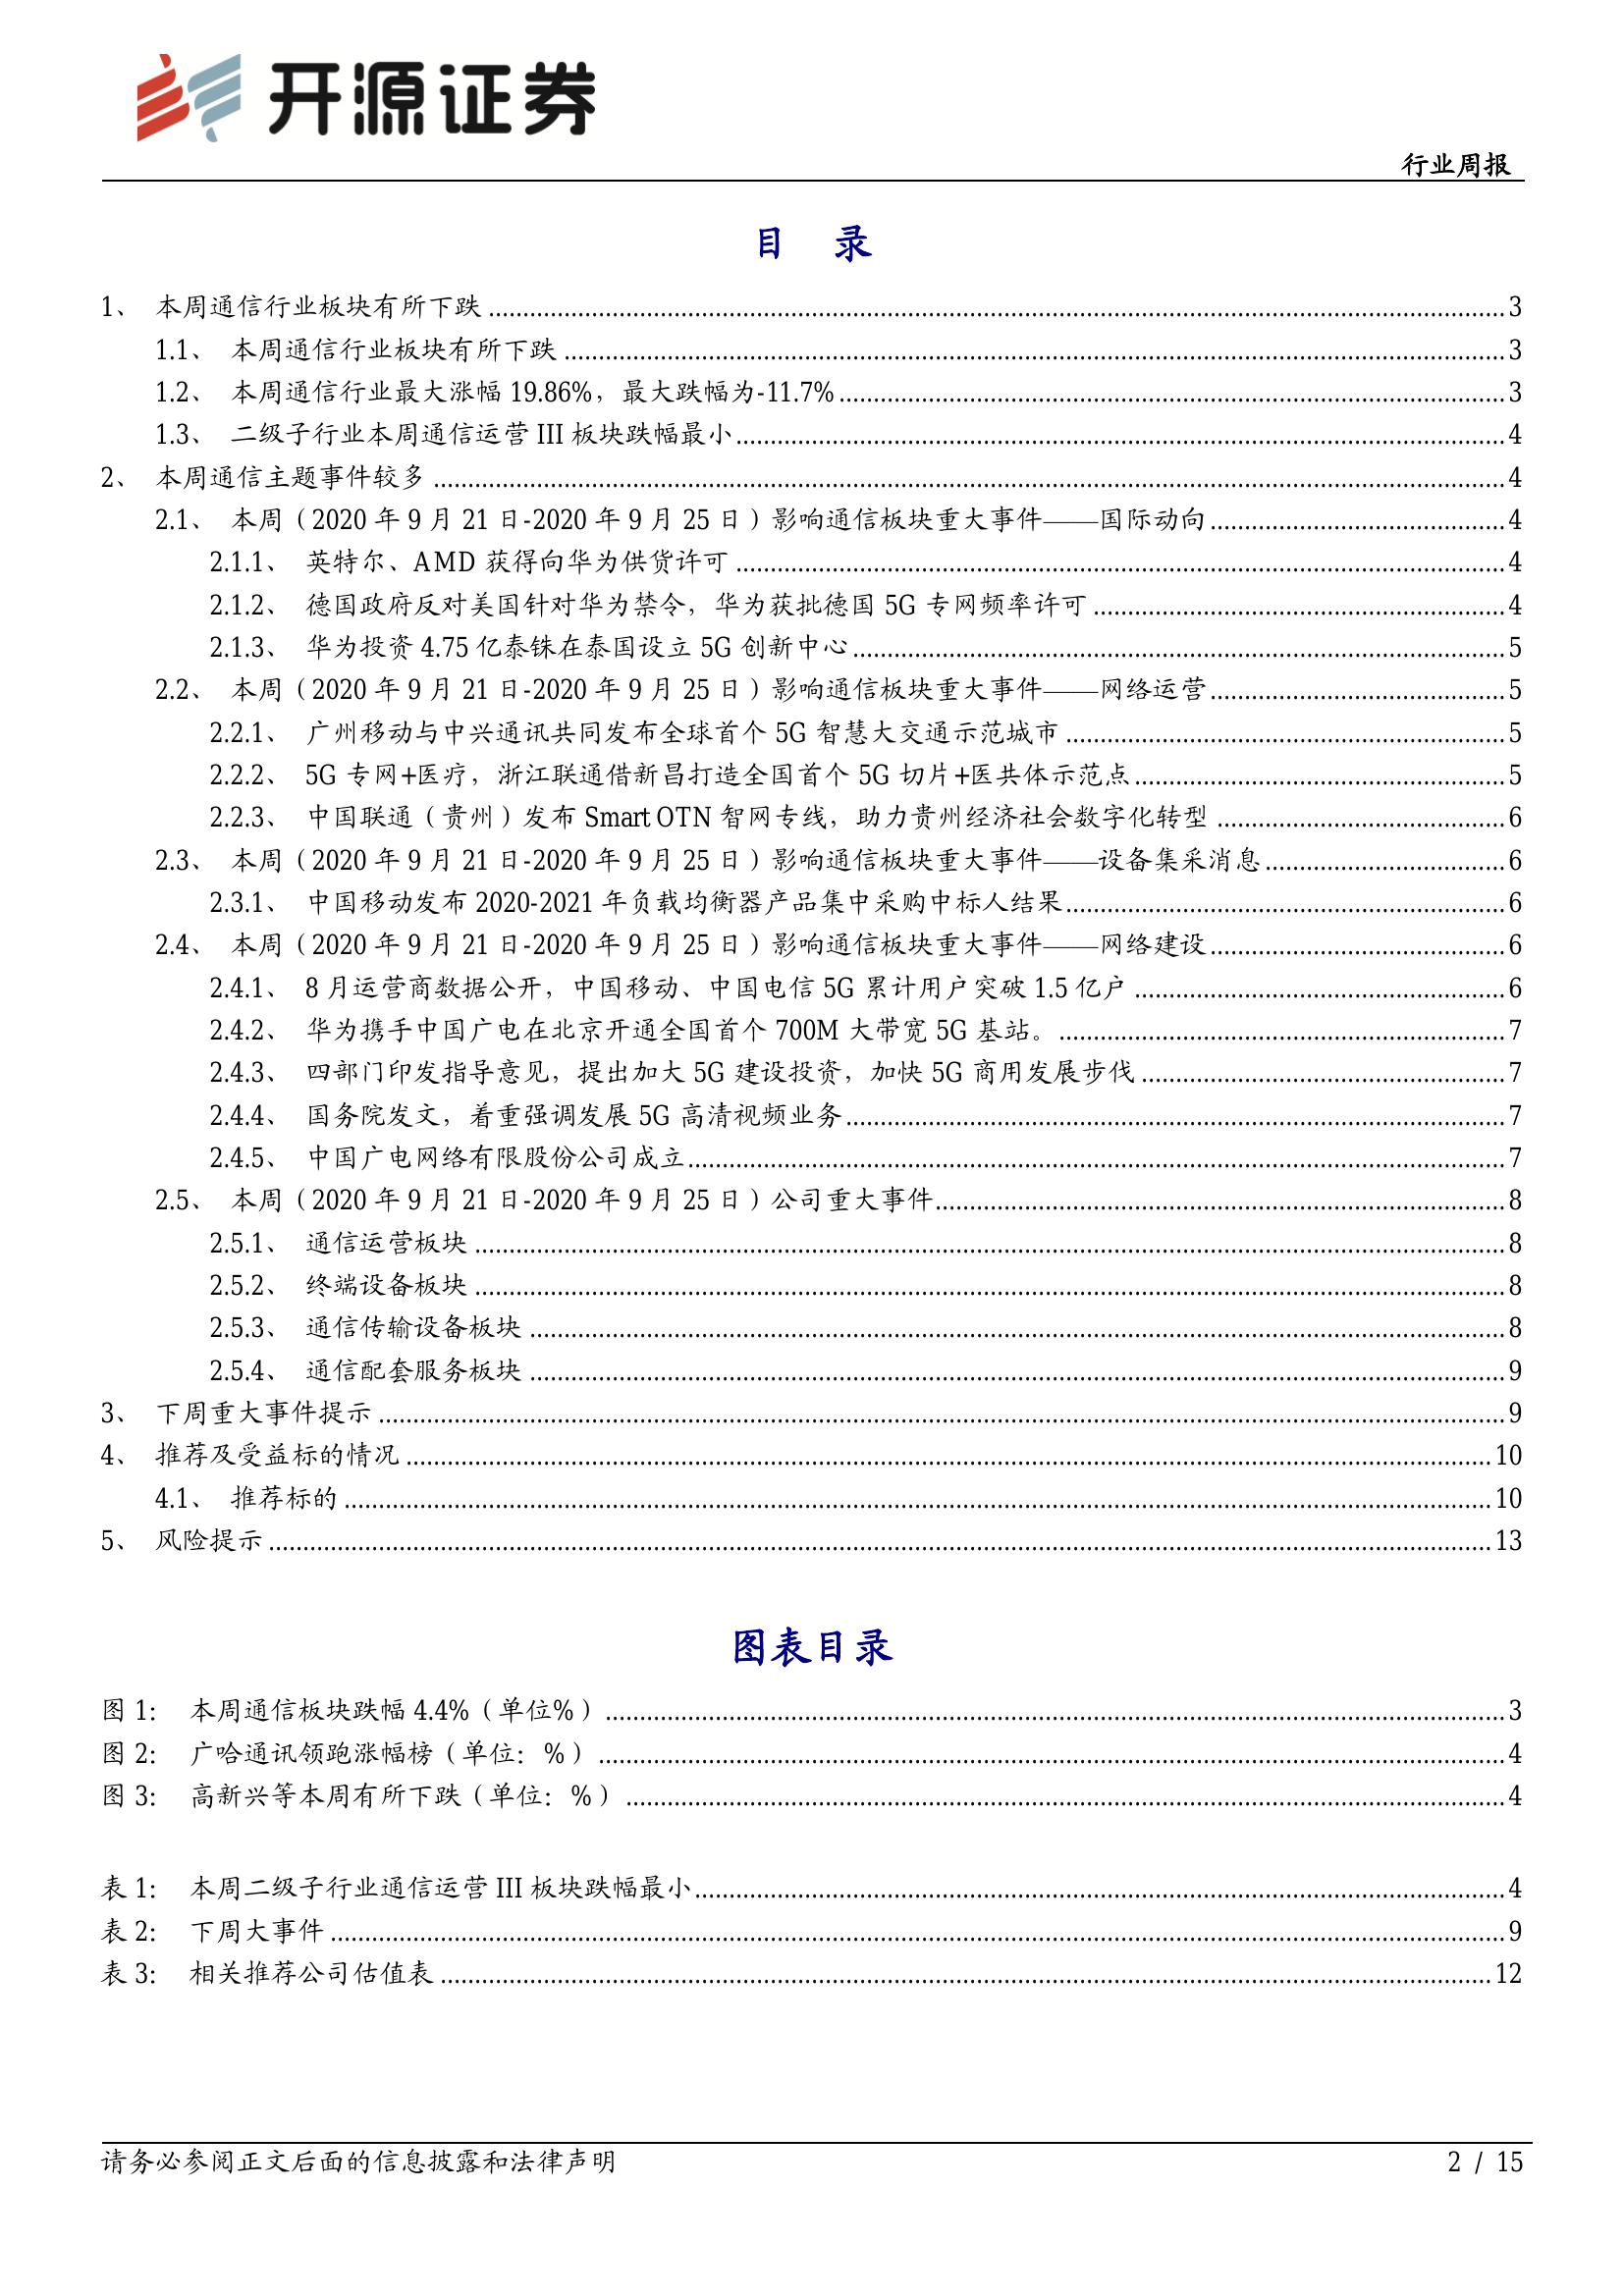 开源证券
行业周报
目 录
1、 本周通信行业板块有所下跌 3
1.1、 本周通信行业板块有所下跌 3
1.2、 本周通信行业最大涨幅 19.86%，最大跌幅为-11.7% 3
1.3、 二级子行业本周通信运营 III 板块跌幅最小 4
2、 本周通信主题事件较多 4
2.1、 本周（2020 年 9 月 21 日-2020 年 9 月 25 日）影响通信板块重大事件——国际动向 4
2.1.1、 英特尔、AMD 获得向华为供货许可 4
2.1.2、 德国政府反对美国针对华为禁令，华为获批德国 5G 专网频率许可 4
2.1.3、 华为投资 4.75 亿泰铢在泰国设立 5G 创新中心 5
2.2、 本周（2020 年 9 月 21 日-2020 年 9 月 25 日）影响通信板块重大事件——网络运营 5
2.2.1、 广州移动与中兴通讯共同发布全球首个 5G 智慧大交通示范城市 5
2.2.2、 5G 专网+医疗，浙江联通借新昌打造全国首个 5G 切片+医共体示范点 5
2.2.3、 中国联通（贵州）发布 Smart OTN 智网专线，助力贵州经济社会数字化转型 6
2.3、 本周（2020 年 9 月 21 日-2020 年 9 月 25 日）影响通信板块重大事件——设备集采消息 6
2.3.1、 中国移动发布 2020-2021 年负载均衡器产品集中采购中标人结果 6
2.4、 本周（2020 年 9 月 21 日-2020 年 9 月 25 日）影响通信板块重大事件——网络建设 6
2.4.1、 8 月运营商数据公开，中国移动、中国电信 5G 累计用户突破 1.5 亿户 6
2.4.2、 华为携手中国广电在北京开通全国首个 700M 大带宽 5G 基站。 7
2.4.3、 四部门印发指导意见，提出加大 5G 建设投资，加快 5G 商用发展步伐 7
2.4.4、 国务院发文，着重强调发展 5G 高清视频业务 7
2.4.5、 中国广电网络有限股份公司成立 7
2.5、 本周（2020 年 9 月 21 日-2020 年 9 月 25 日）公司重大事件 8
2.5.1、 通信运营板块 8
2.5.2、 终端设备板块 8
2.5.3、 通信传输设备板块 8
2.5.4、 通信配套服务板块 9
3、 下周重大事件提示 9
4、 推荐及受益标的情况 10
4.1、 推荐标的 10
5、 风险提示 13
图表目录
图 1： 本周通信板块跌幅 4.4%（单位%） 3
图 2： 广哈通讯领跑涨幅榜（单位：%） 4
图 3： 高新兴等本周有所下跌（单位：%） 4
表 1： 本周二级子行业通信运营 III 板块跌幅最小 4
表 2： 下周大事件 9
表 3： 相关推荐公司估值表 12
请务必参阅正文后面的信息披露和法律声明 2 / 15